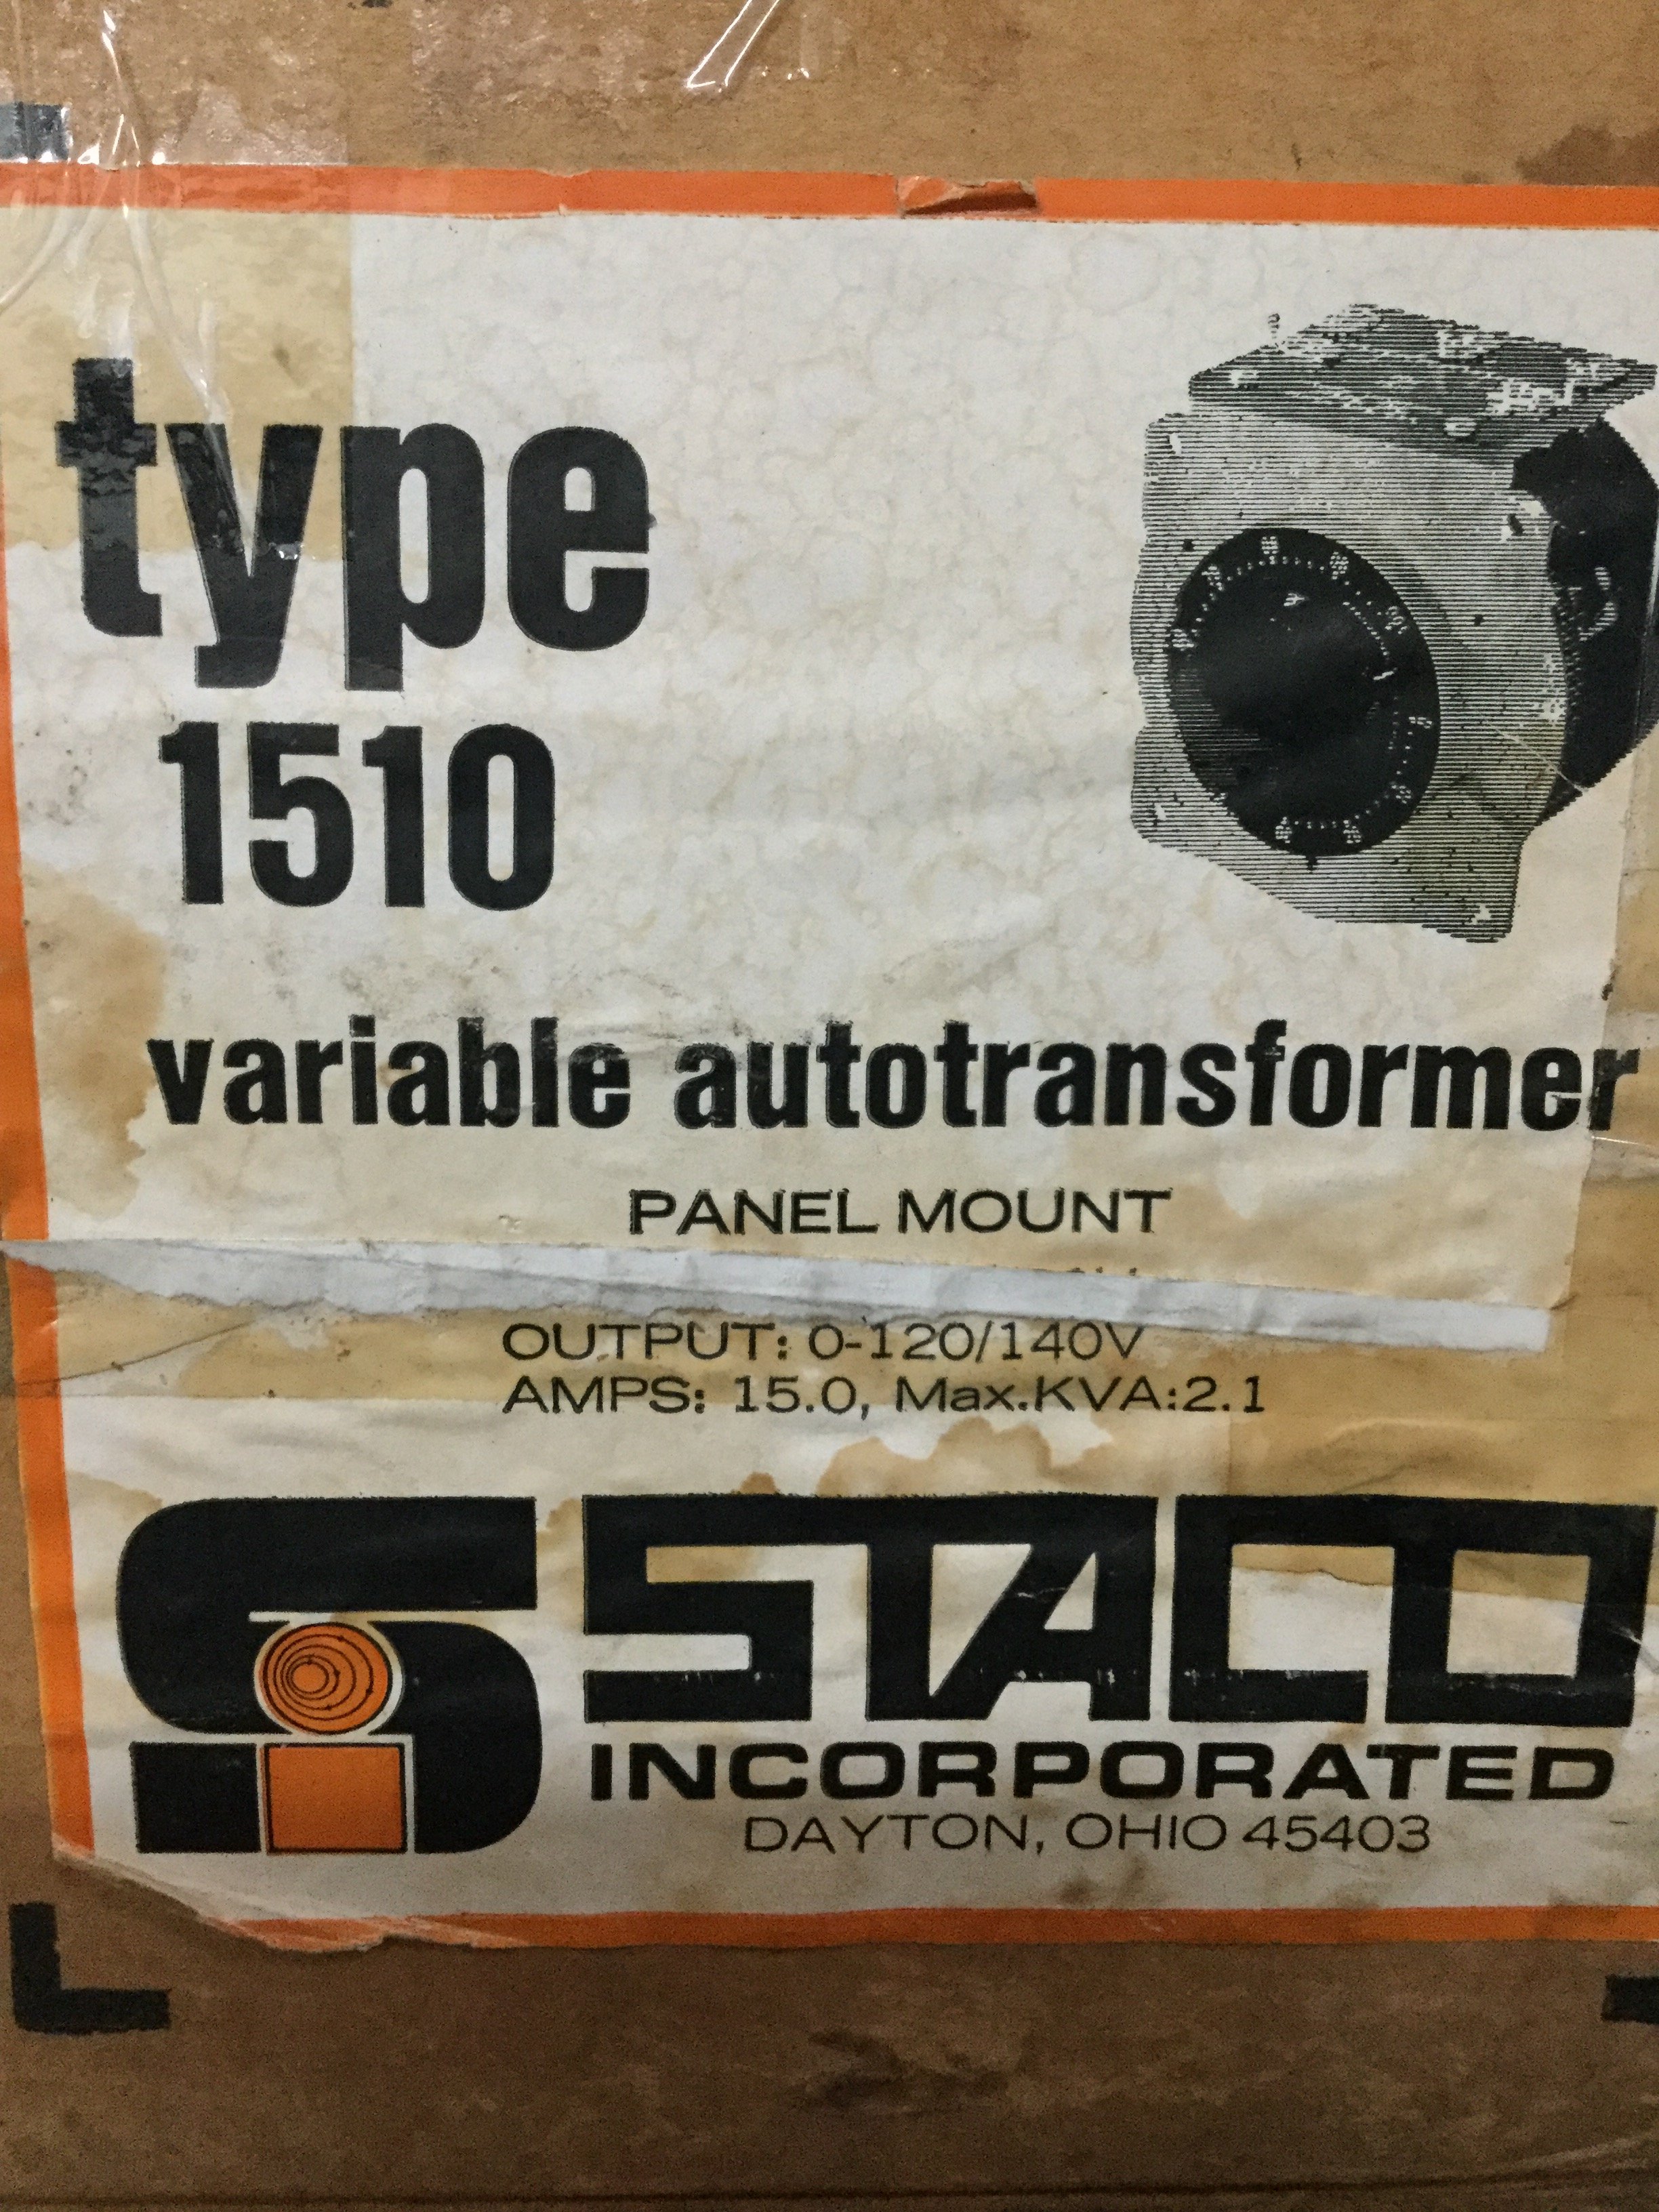 type
1510
variable autotransformer
PANEL MOUNT
OUTPUT: 0-120/140V
AMPS: 15.0, Max.KVA:2.1
STACO
INCORPORATED
DAYTON, OHIO 45403